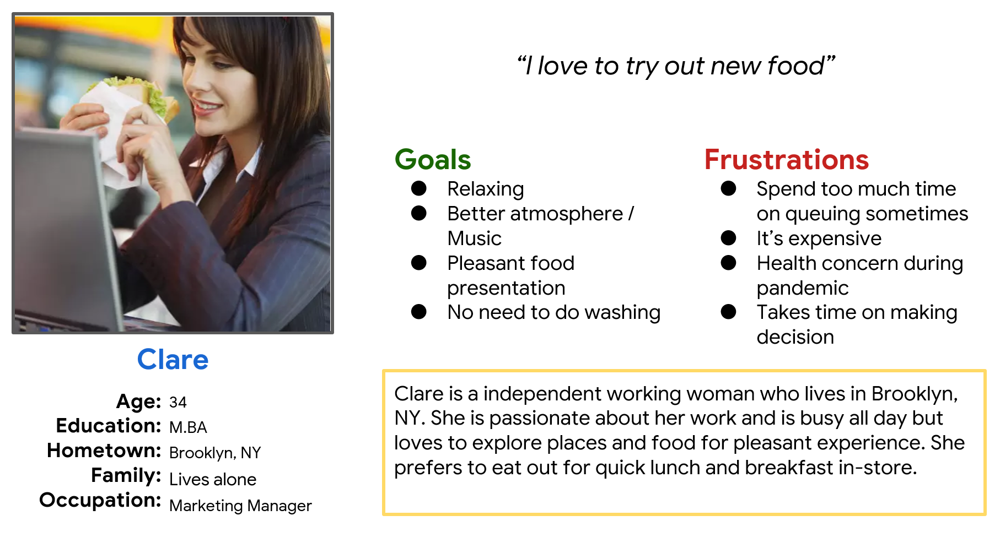 “I love to try out new food”
Goals
● Relaxing
● Better atmosphere /
Music
● Pleasant food
presentation
● No need to do washing
Frustrations
● Spend too much time
on queuing sometimes
● It’s expensive
● Health concern during
pandemic
● Takes time on making
decision
Clare
Age: 34
Education: M.BA
Hometown: Brooklyn, NY
Family: Lives alone
Occupation: Marketing Manager
Clare is a independent working woman who lives in Brooklyn,
NY. She is passionate about her work and is busy all day but
loves to explore places and food for pleasant experience. She
prefers to eat out for quick lunch and breakfast in-store.